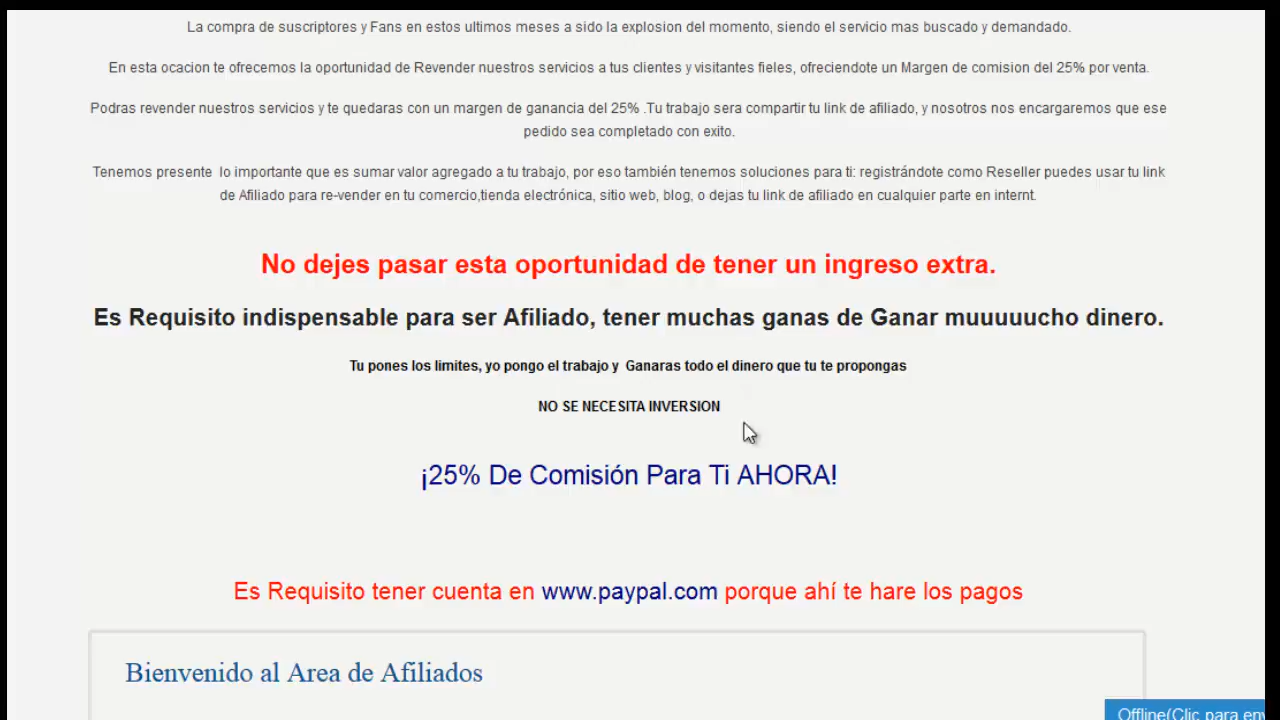 La compra de suscriptores y Fans en estos ultimos meses a sido la explosion del momento, siendo el servicio mas buscado y demandado.
En esta ocacion te ofrecemos la oportunidad de Revender nuestros servicios a tus clientes y visitantes fieles, ofreciendote un Margen de comision del 25% por venta.
Podras revender nuestros servicios y te quedaras con un margen de ganancia del 25% .Tu trabajo sera compartir tu link de afiliado, y nosotros nos encargaremos que ese
pedido sea completado con exito.
Tenemos presente lo importante que es sumar valor agregado a tu trabajo, por eso también tenemos soluciones para ti: registrándote como Reseller puedes usar tu link
de Afiliado para re-vender en tu comercio,tienda electrónica, sitio web, blog, o dejas tu link de afiliado en cualquier parte en internt.
No dejes pasar esta oportunidad de tener un ingreso extra.
Es Requisito indispensable para ser Afiliado, tener muchas ganas de Ganar muuuuucho dinero.
Tu pones los limites, yo pongo el trabajo y Ganaras todo el dinero que tu te propongas
NO SE NECESITA INVERSION
¡25% De Comisión Para Ti AHORA!
Es Requisito tener cuenta en www.paypal.com porque ahí te hare los pagos
Bienvenido al Area de Afiliados
Offline(Clic para